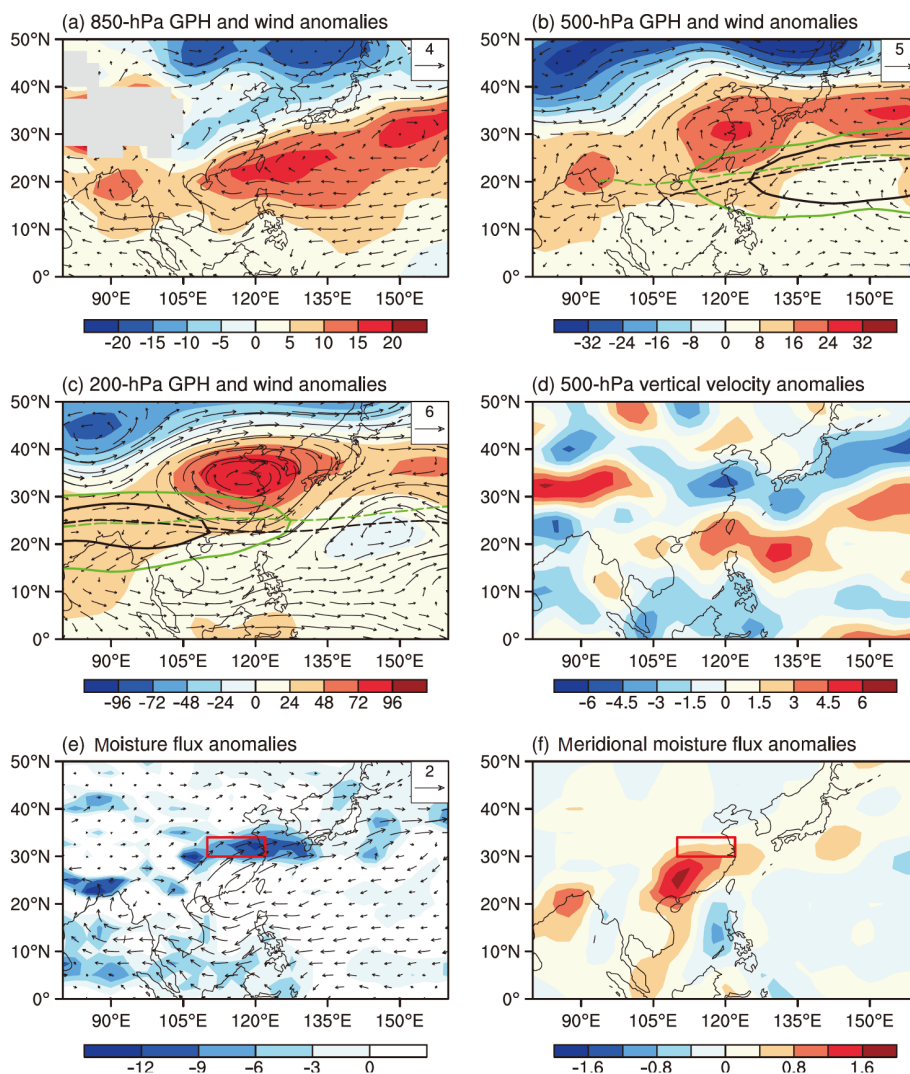 (a) 850-hPa GPH and wind anomalies
4
50°N
40°N
30°N
20°N
10°N
0°
90°E 105°E 120°E 135°E 150°E
-20 -15 -10 -5 0 5 10 15 20
(b) 500-hPa GPH and wind anomalies
5
50°N
40°N
30°N
20°N
10°N
0°
90°E 105°E 120°E 135°E 150°E
-32 -24 -16 -8 0 8 16 24 32
(c) 200-hPa GPH and wind anomalies
6
50°N
40°N
30°N
20°N
10°N
0°
90°E 105°E 120°E 135°E 150°E
-96 -72 -48 -24 0 24 48 72 96
(d) 500-hPa vertical velocity anomalies
50°N
40°N
30°N
20°N
10°N
0°
90°E 105°E 120°E 135°E 150°E
-6 -4.5 -3 -1.5 0 1.5 3 4.5 6
(e) Moisture flux anomalies
2
50°N
40°N
30°N
20°N
10°N
0°
90°E 105°E 120°E 135°E 150°E
-12 -9 -6 -3 0
(f) Meridional moisture flux anomalies
50°N
40°N
30°N
20°N
10°N
0°
90°E 105°E 120°E 135°E 150°E
-1.6 -0.8 0 0.8 1.6